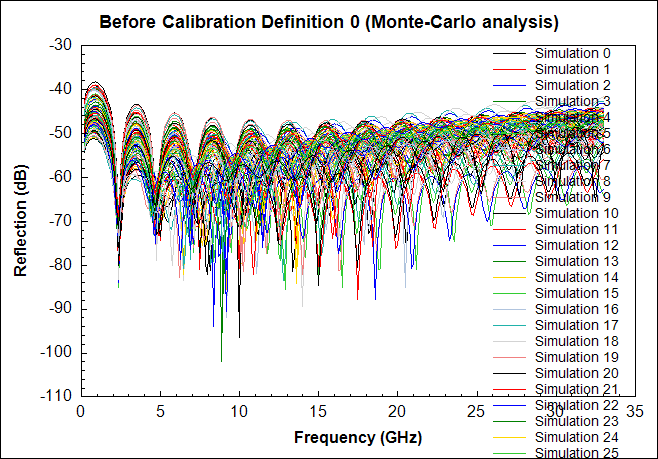 Before Calibration Definition 0 (Monte-Carlo analysis)
-30
-40
-50
-60
-70
-80
-90
-100
-110
Reflection (dB)
0
5
10
15
20
25
30
35
Frequency (GHz)
Simulation 0
Simulation 1
Simulation 2
Simulation 3
Simulation 4
Simulation 5
Simulation 6
Simulation 7
Simulation 8
Simulation 9
Simulation 10
Simulation 11
Simulation 12
Simulation 13
Simulation 14
Simulation 15
Simulation 16
Simulation 17
Simulation 18
Simulation 19
Simulation 20
Simulation 21
Simulation 22
Simulation 23
Simulation 24
Simulation 25